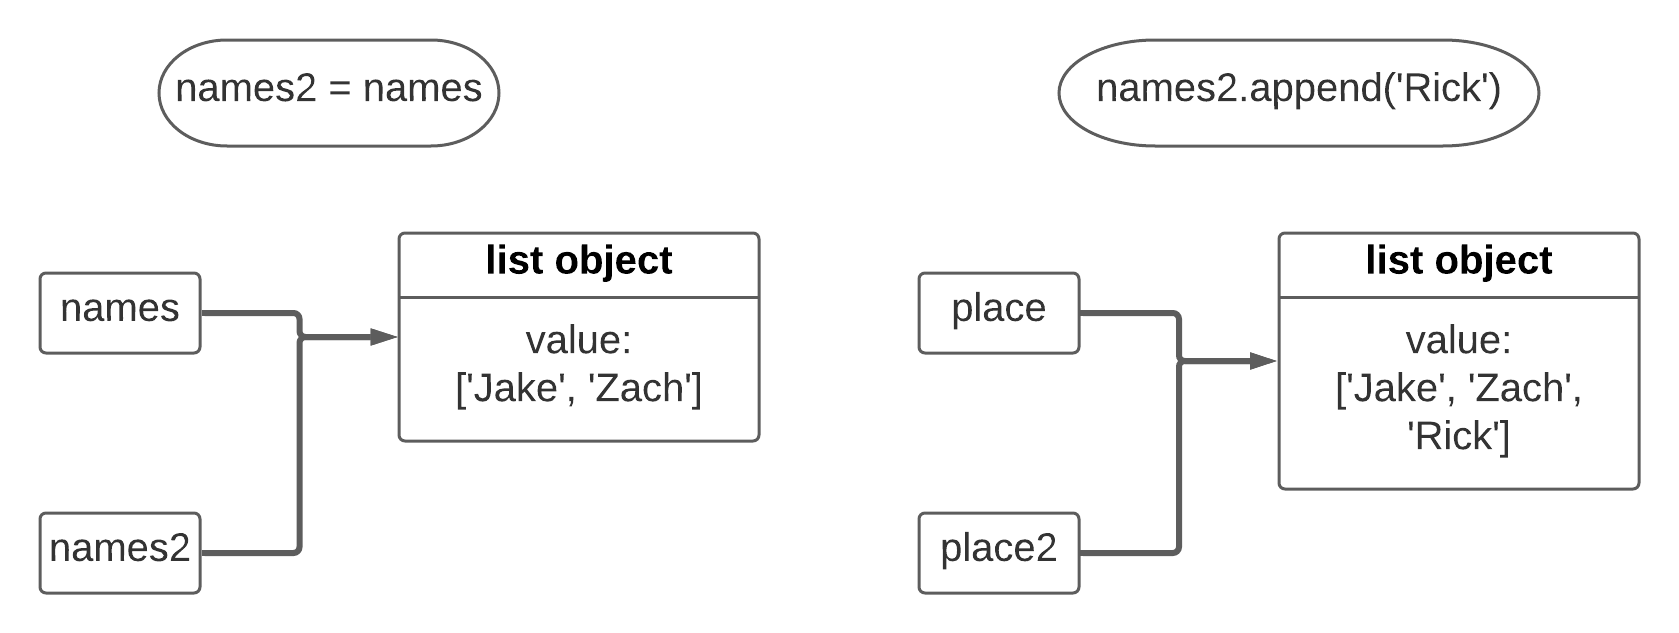 names2 = names
names
names2
list object
value:
['Jake', 'Zach']
names2.append('Rick')
place
place2
list object
value:
['Jake', 'Zach',
'Rick']